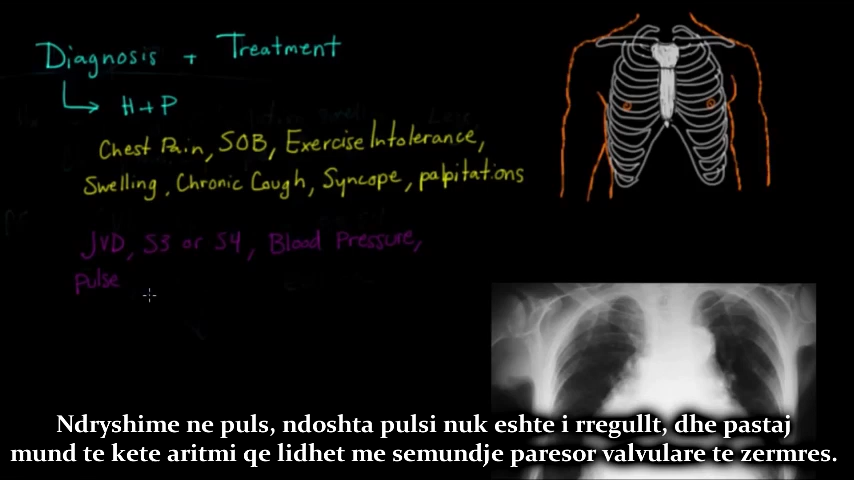 Diagnosis + Treatment
H+P
Chest Pain, SOB, Exercise Intolerance,
Swelling, Chronic Cough, Syncope, palpitations
JVD, S3 or S4, Blood Pressure,
Pulse
Ndryshime ne puls, ndoshta pulsi nuk eshte i rregullt, dhe pastaj
mund te kete aritmi qe lidhet me semundje paresor valvulare te zermres.